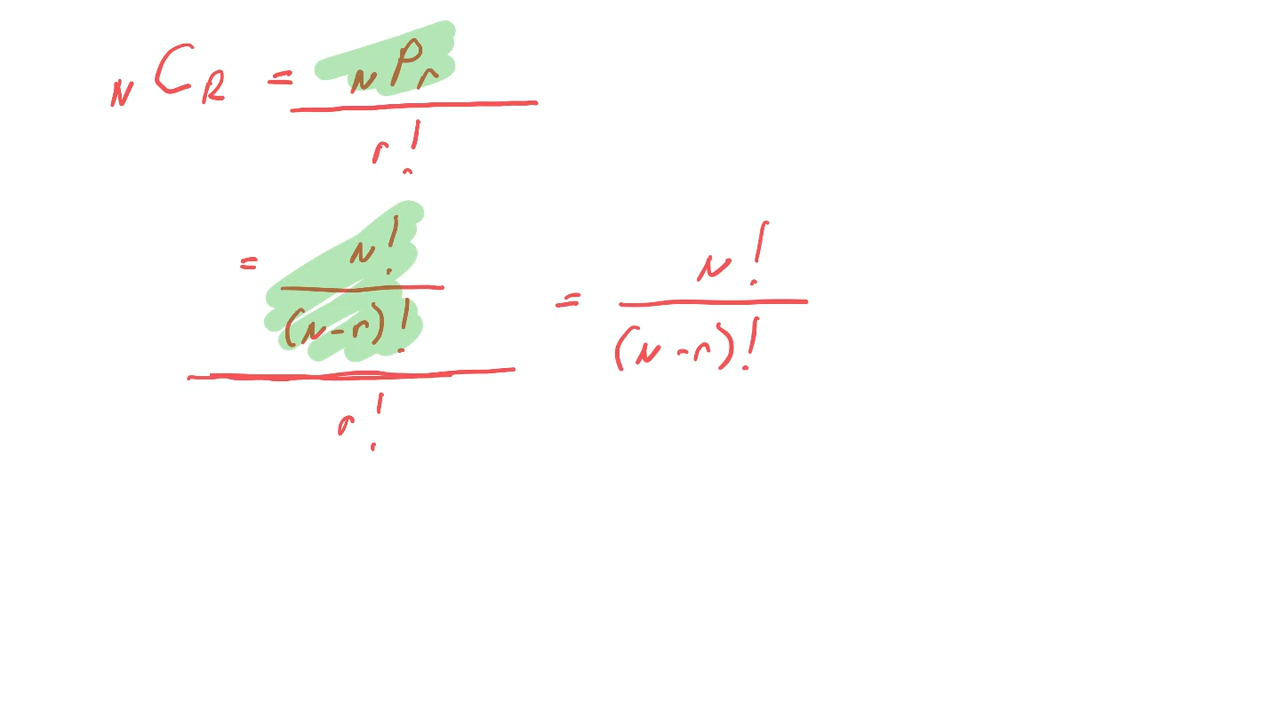 NCR = nPr
r!
= n! = n!
(n-r)! (n-r)!
r!